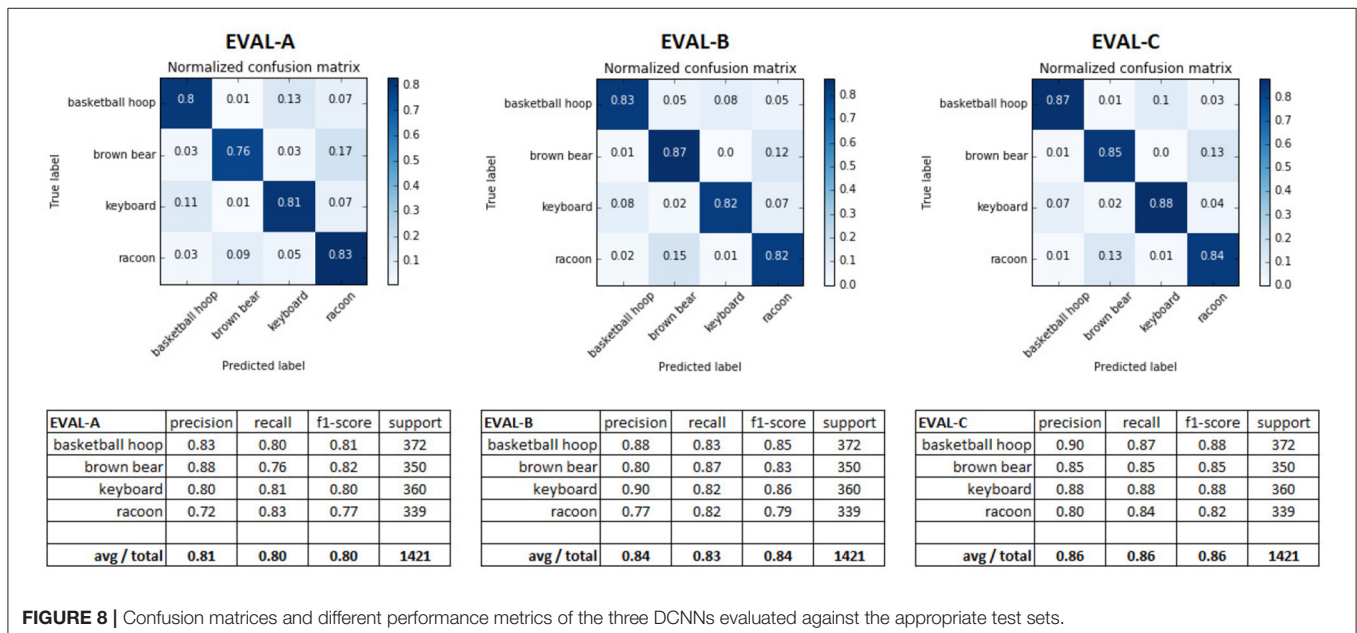 EVAL-A
Normalized confusion matrix
True label
basketball hoop 0.8 0.01 0.13 0.07
brown bear 0.03 0.76 0.03 0.17
keyboard 0.11 0.01 0.81 0.07
racoon 0.03 0.09 0.05 0.83
basketball hoop brown bear keyboard racoon
Predicted label
0.8
0.7
0.6
0.5
0.4
0.3
0.2
0.1
EVAL-B
Normalized confusion matrix
True label
basketball hoop 0.83 0.05 0.08 0.05
brown bear 0.01 0.87 0.0 0.12
keyboard 0.08 0.02 0.82 0.07
racoon 0.02 0.15 0.01 0.82
basketball hoop brown bear keyboard racoon
Predicted label
0.8
0.7
0.6
0.5
0.4
0.3
0.2
0.1
0.0
EVAL-C
Normalized confusion matrix
True label
basketball hoop 0.87 0.01 0.1 0.03
brown bear 0.01 0.85 0.0 0.13
keyboard 0.07 0.02 0.88 0.04
racoon 0.01 0.13 0.01 0.84
basketball hoop brown bear keyboard racoon
Predicted label
0.8
0.7
0.6
0.5
0.4
0.3
0.2
0.1
0.0
EVAL-A precision recall f1-score support
basketball hoop 0.83 0.80 0.81 372
brown bear 0.88 0.76 0.82 350
keyboard 0.80 0.81 0.80 360
racoon 0.72 0.83 0.77 339
avg / total 0.81 0.80 0.80 1421
EVAL-B precision recall f1-score support
basketball hoop 0.88 0.83 0.85 372
brown bear 0.80 0.87 0.83 350
keyboard 0.90 0.82 0.86 360
racoon 0.77 0.82 0.79 339
avg / total 0.84 0.83 0.84 1421
EVAL-C precision recall f1-score support
basketball hoop 0.90 0.87 0.88 372
brown bear 0.85 0.85 0.85 350
keyboard 0.88 0.88 0.88 360
racoon 0.80 0.84 0.82 339
avg / total 0.86 0.86 0.86 1421
FIGURE 8 | Confusion matrices and different performance metrics of the three DCNNs evaluated against the appropriate test sets.